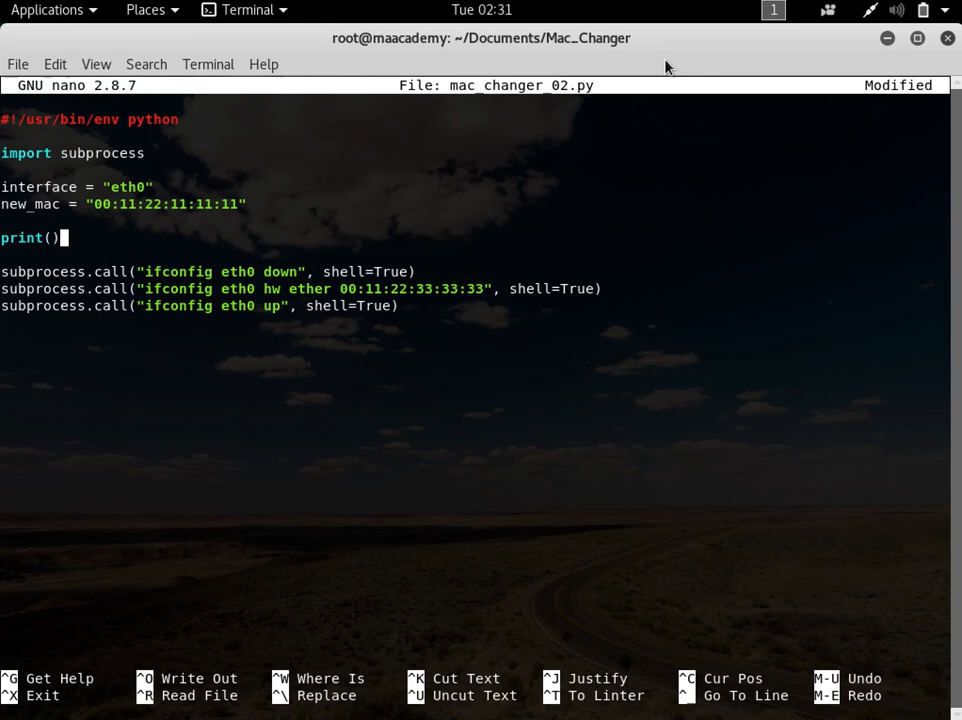 Applications Places Terminal Tue 02:31 1
root@maacademy: ~/Documents/Mac_Changer
File Edit View Search Terminal Help
GNU nano 2.8.7 File: mac_changer_02.py Modified
#!/usr/bin/env python
import subprocess
interface = "eth0"
new_mac = "00:11:22:11:11:11"
print()
subprocess.call("ifconfig eth0 down", shell=True)
subprocess.call("ifconfig eth0 hw ether 00:11:22:33:33:33", shell=True)
subprocess.call("ifconfig eth0 up", shell=True)
^G Get Help ^O Write Out ^W Where Is ^K Cut Text ^J Justify ^C Cur Pos M-U Undo
^X Exit ^R Read File ^\ Replace ^U Uncut Text ^T To Linter ^_ Go To Line M-E Redo